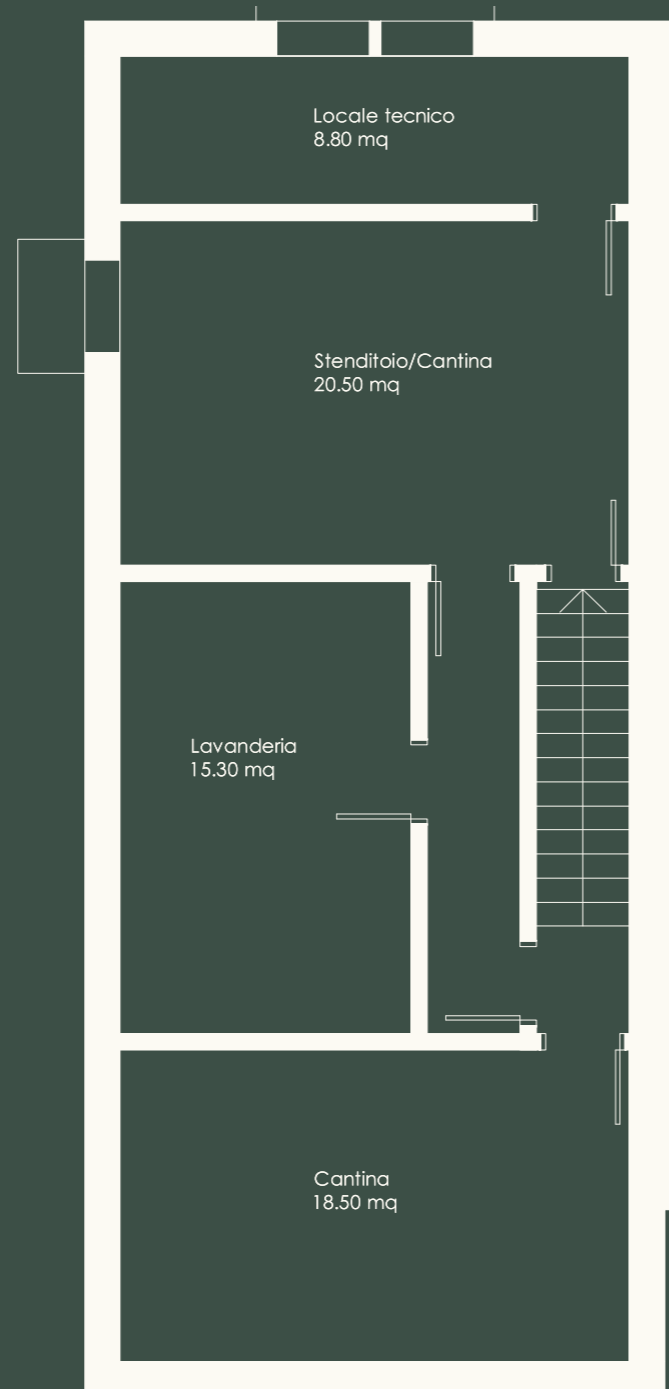 Locale tecnico
8.80 mq
Stenditoio/Cantina
20.50 mq
Lavanderia
15.30 mq
Cantina
18.50 mq